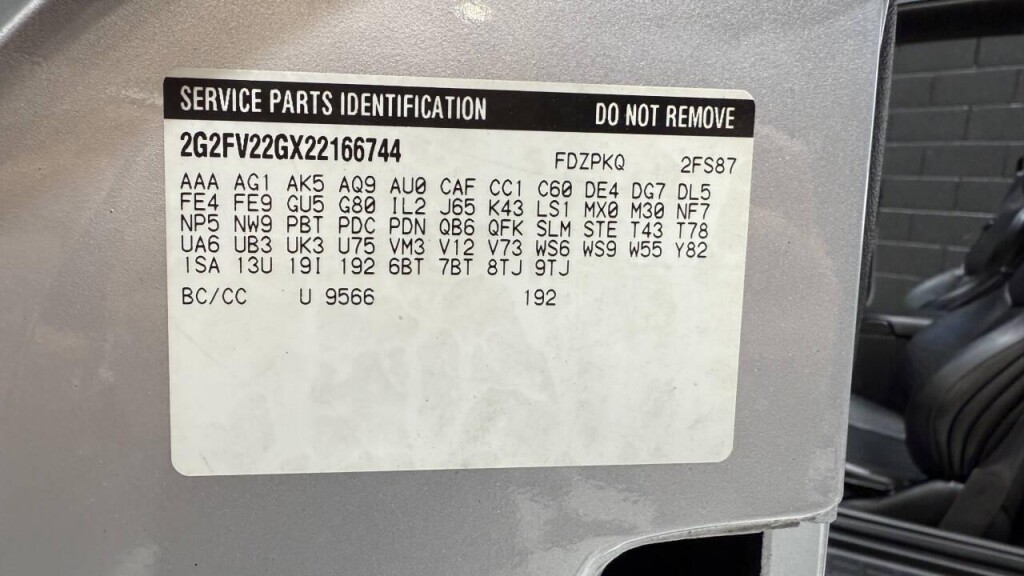 SERVICE PARTS IDENTIFICATION DO NOT REMOVE
2G2FV22GX22166744 FDZPKQ 2FS87
AAA AG1 AK5 AQ9 AU0 CAF CC1 C60 DE4 DG7 DL5
FE4 FE9 GU5 G80 IL2 J65 K43 LS1 MX0 M30 NF7
NP5 NW9 PBT PDC PDN QB6 QFK SLM STE T43 T78
UA6 UB3 UK3 U75 VM3 V12 V73 WS6 WS9 W55 Y82
1SA 13U 19I 192 6BT 7BT 8TJ 9TJ
BC/CC U 9566 192